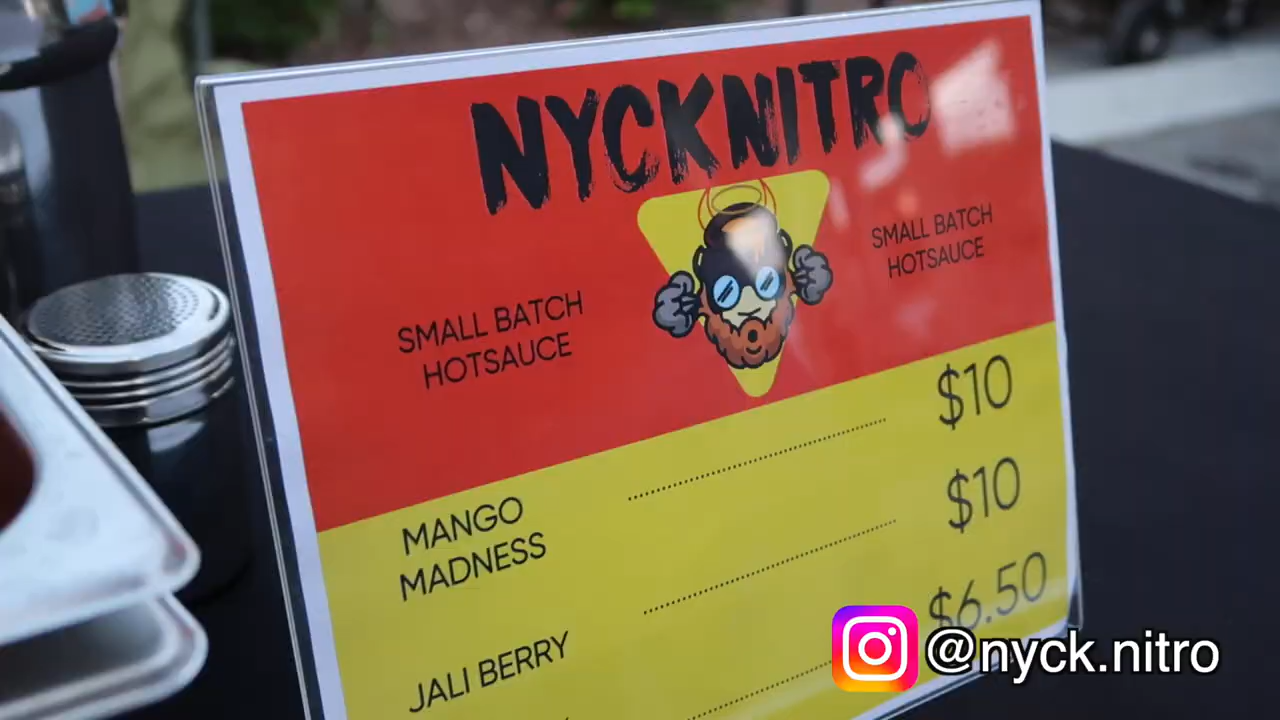 NYCKNITRO
SMALL BATCH
HOTSAUCE
SMALL BATCH
HOTSAUCE
MANGO
MADNESS
$10
JALI BERRY
$10
$6.50
@nyck.nitro